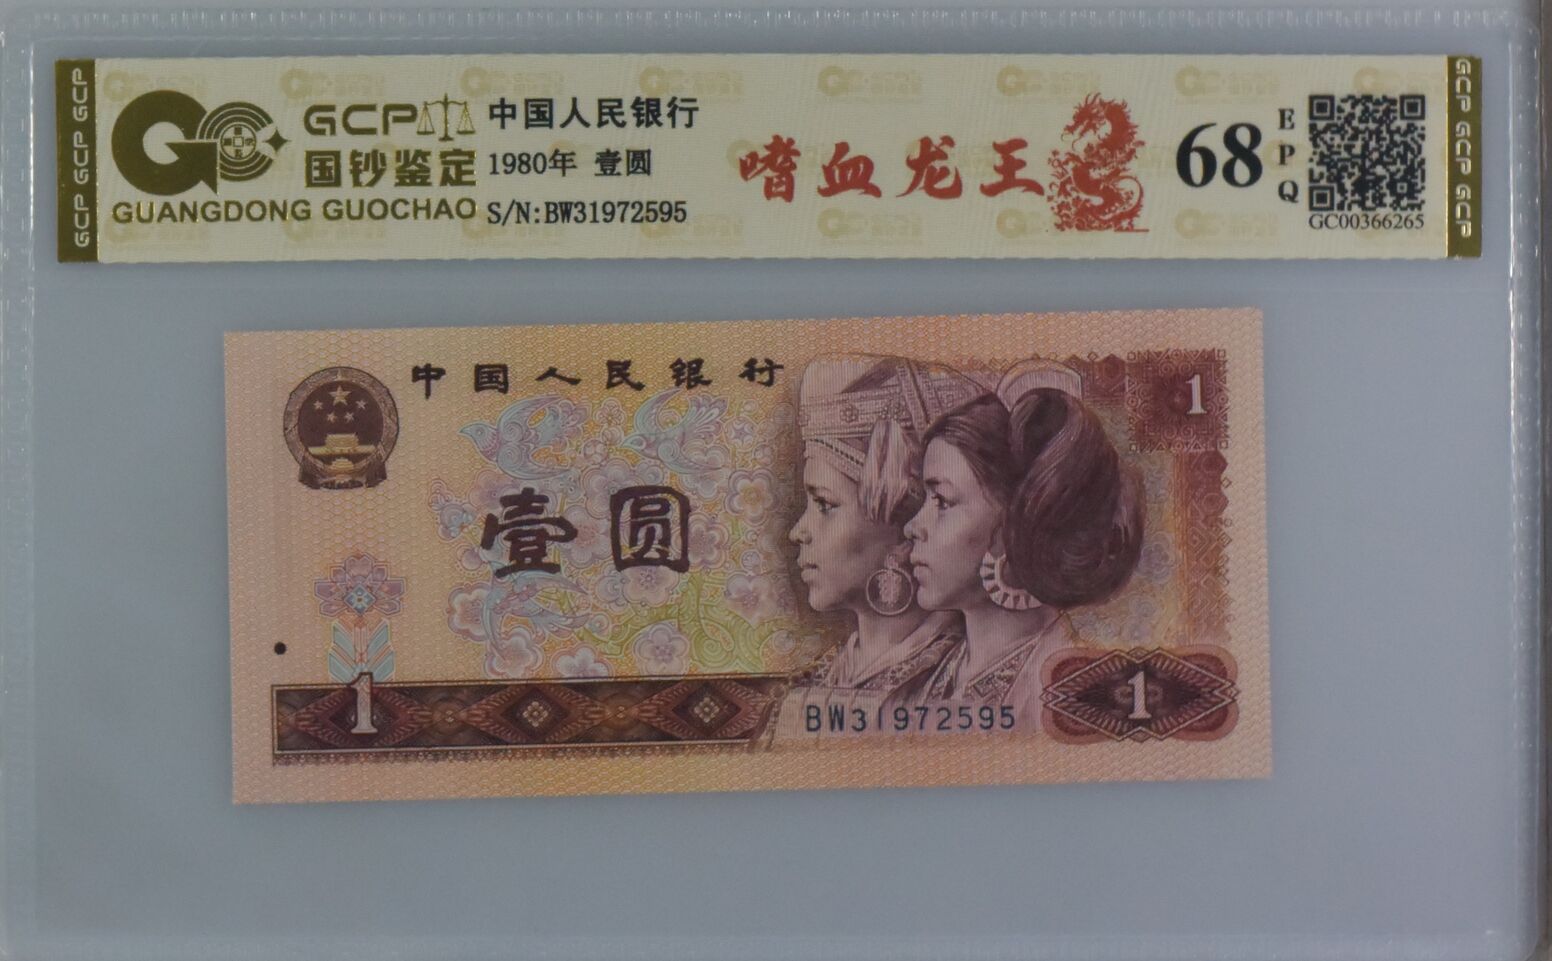 GCP GCP GCP
GCP
国钞鉴定
GUANGDONG GUOCHAO
中国人民银行
1980年 壹圆
S/N:BW31972595
嗜血龙王
68
EPQ
GC00366265
GCP GCP GCP
中国人民银行
1
壹圆
1
BW31972595
1